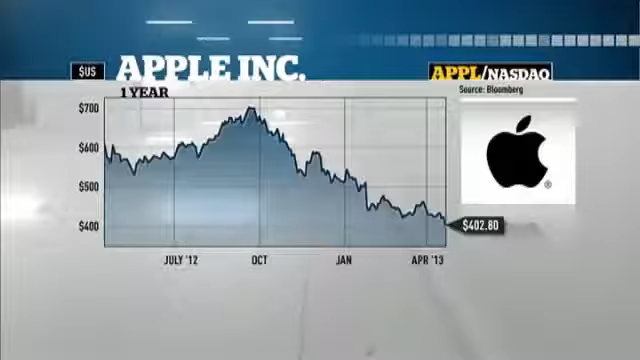 $US
APPLE INC.
APPL/NASDAQ
1 YEAR
Source: Bloomberg
$700
$600
$500
$400
$402.80
JULY '12
OCT
JAN
APR '13
®